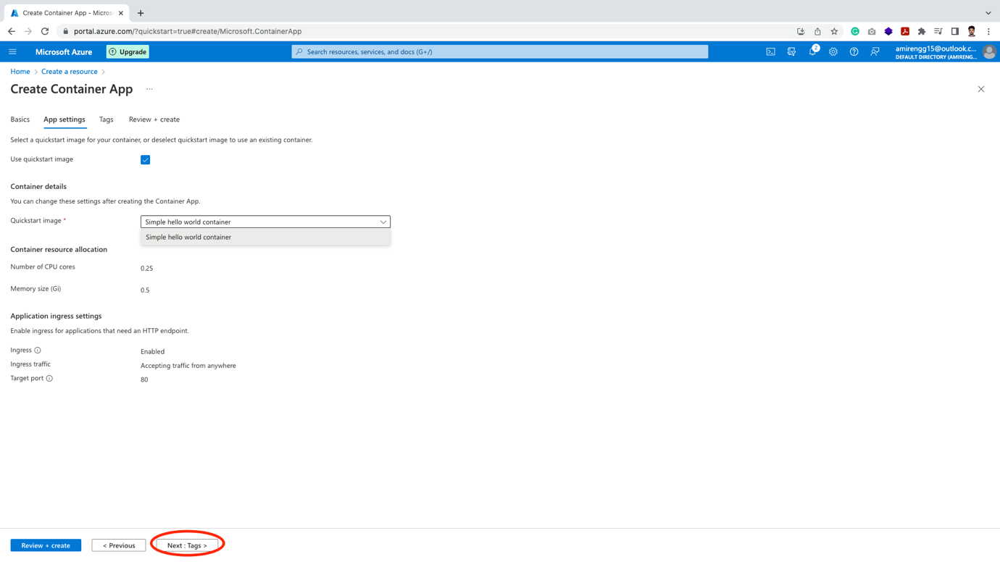 Create Container App - Micros
portal.azure.com/?quickstart=true#create/Microsoft.ContainerApp
Microsoft Azure
Upgrade
Search resources, services, and docs (G+/)
2
amirengg15@outlook.c...
DEFAULT DIRECTORY (AMIRENG...
Home > Create a resource >
Create Container App ...
Basics App settings Tags Review + create
Select a quickstart image for your container, or deselect quickstart image to use an existing container.
Use quickstart image
Container details
You can change these settings after creating the Container App.
Quickstart image *
Simple hello world container
Simple hello world container
Container resource allocation
Number of CPU cores
0.25
Memory size (Gi)
0.5
Application ingress settings
Enable ingress for applications that need an HTTP endpoint.
Ingress
Enabled
Ingress traffic
Accepting traffic from anywhere
Target port
80
Review + create
< Previous
Next : Tags >